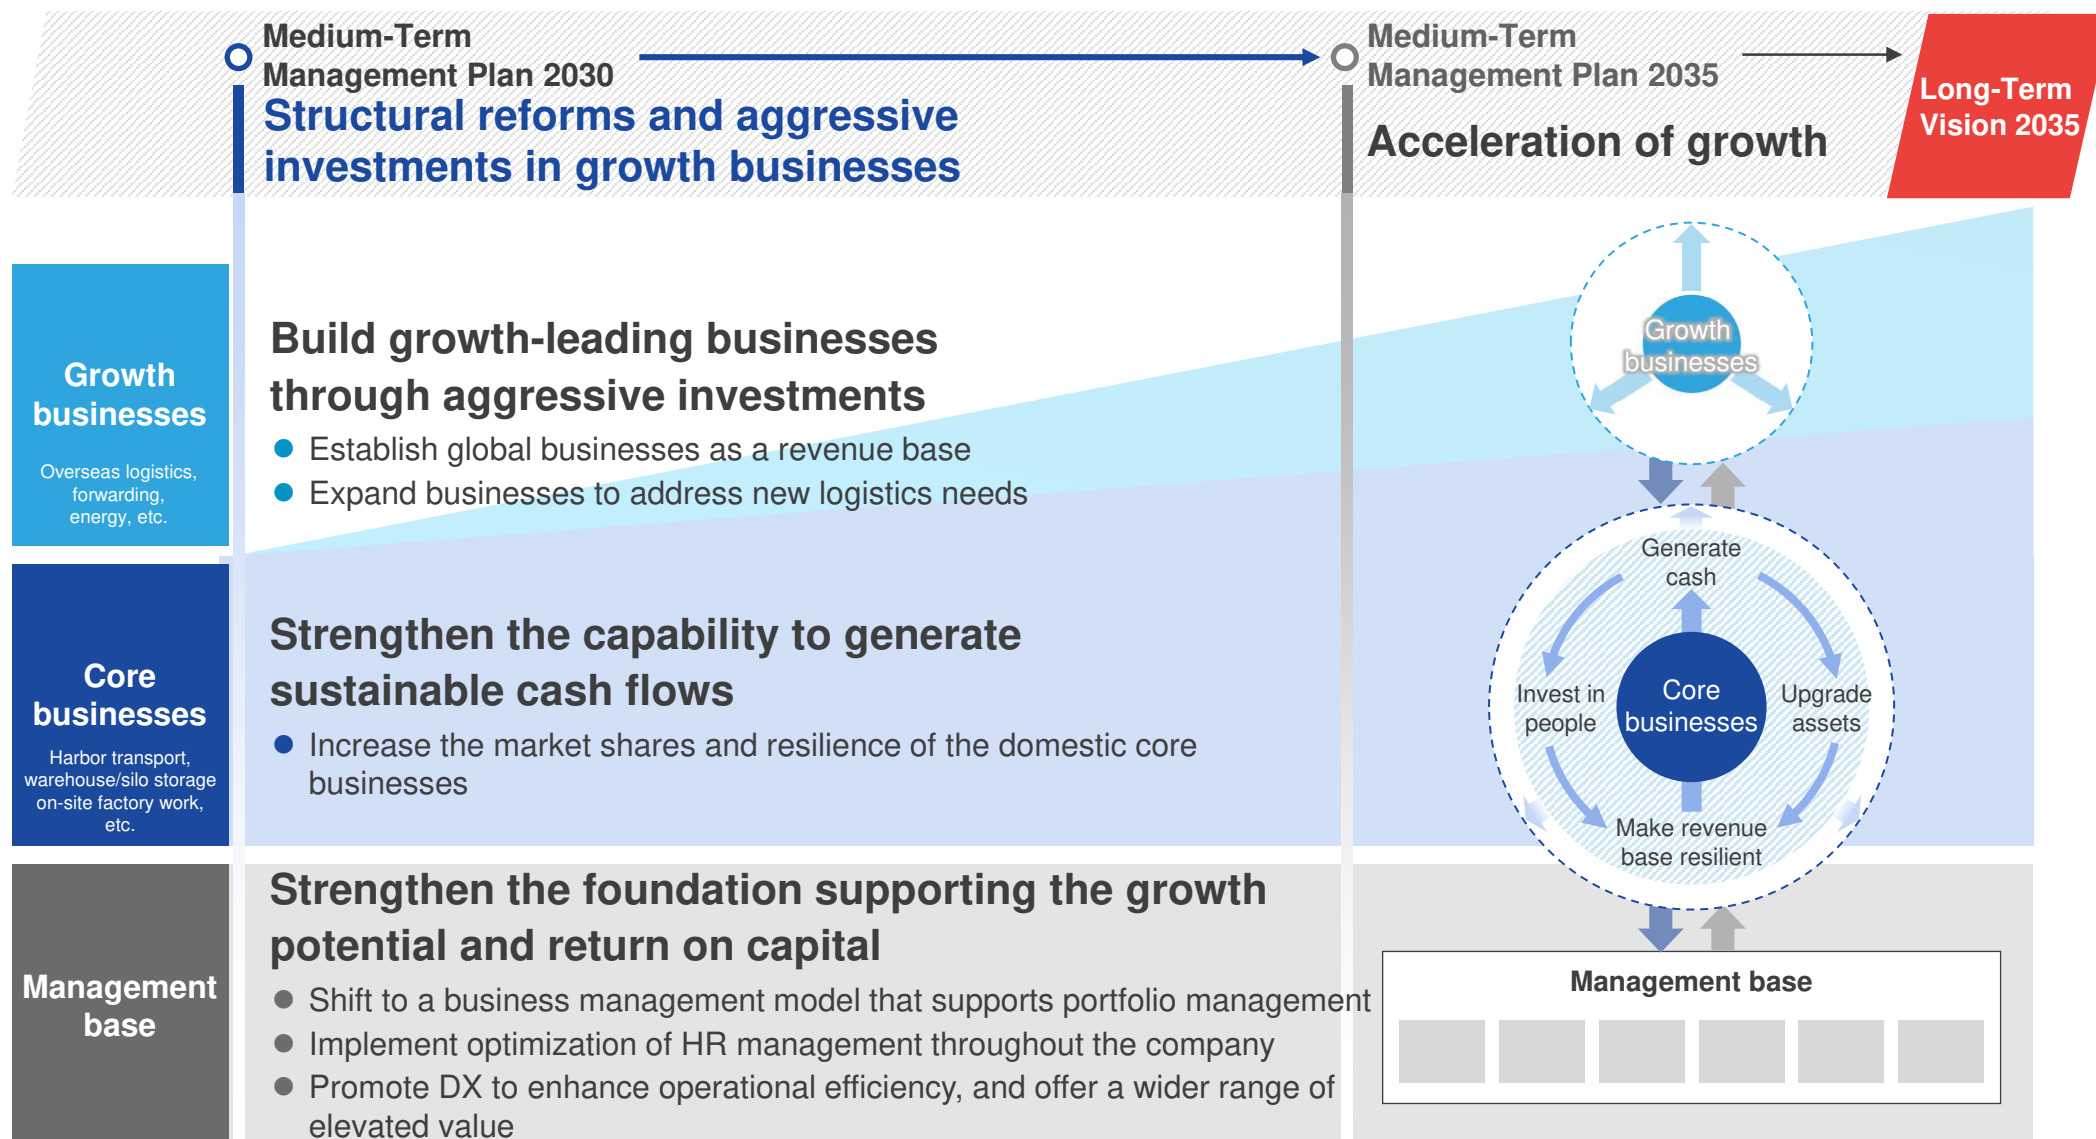 Medium-Term
Management Plan 2030
Structural reforms and aggressive
investments in growth businesses
Medium-Term
Management Plan 2035
Acceleration of growth
Long-Term
Vision 2035
Growth
businesses
Overseas logistics,
forwarding,
energy, etc.
Build growth-leading businesses
through aggressive investments
Establish global businesses as a revenue base
Expand businesses to address new logistics needs
Growth
businesses
Core
businesses
Harbor transport,
warehouse/silo storage
on-site factory work,
etc.
Strengthen the capability to generate
sustainable cash flows
Increase the market shares and resilience of the domestic core
businesses
Generate
cash
Invest in
people
Core
businesses
Upgrade
assets
Make revenue
base resilient
Management
base
Strengthen the foundation supporting the growth
potential and return on capital
Shift to a business management model that supports portfolio management
Implement optimization of HR management throughout the company
Promote DX to enhance operational efficiency, and offer a wider range of
elevated value
Management base